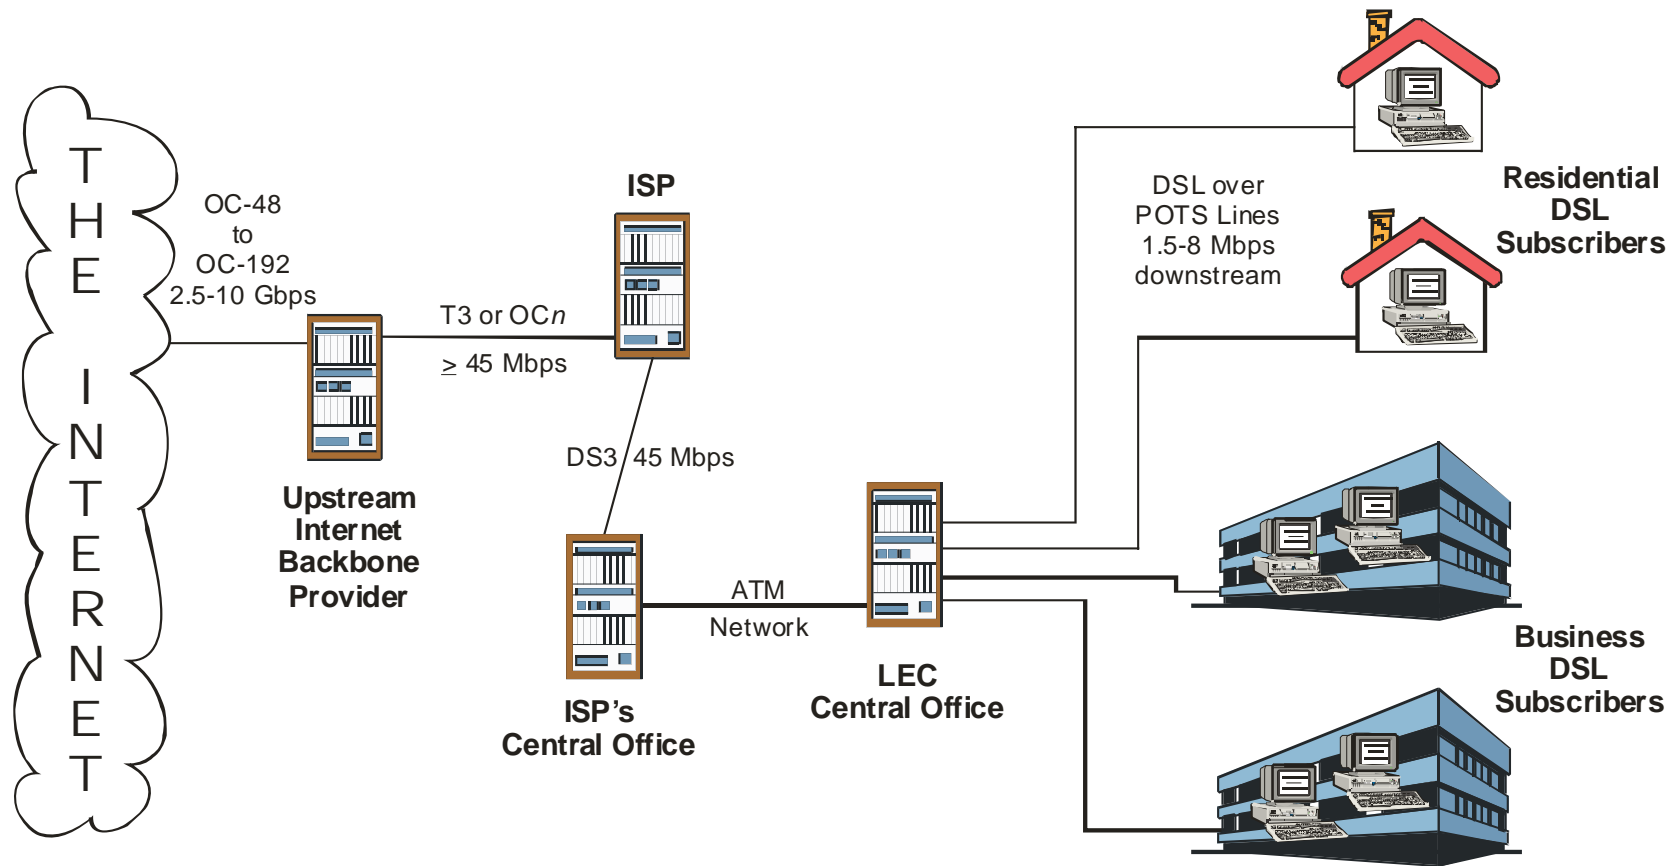 THE INTERNET
OC-48
to
OC-192
2.5-10 Gbps
Upstream
Internet
Backbone
Provider
T3 or OCn
≥ 45 Mbps
ISP
DS3 45 Mbps
ISP's
Central Office
ATM
Network
LEC
Central Office
DSL over
POTS Lines
1.5-8 Mbps
downstream
Residential
DSL
Subscribers
Business
DSL
Subscribers